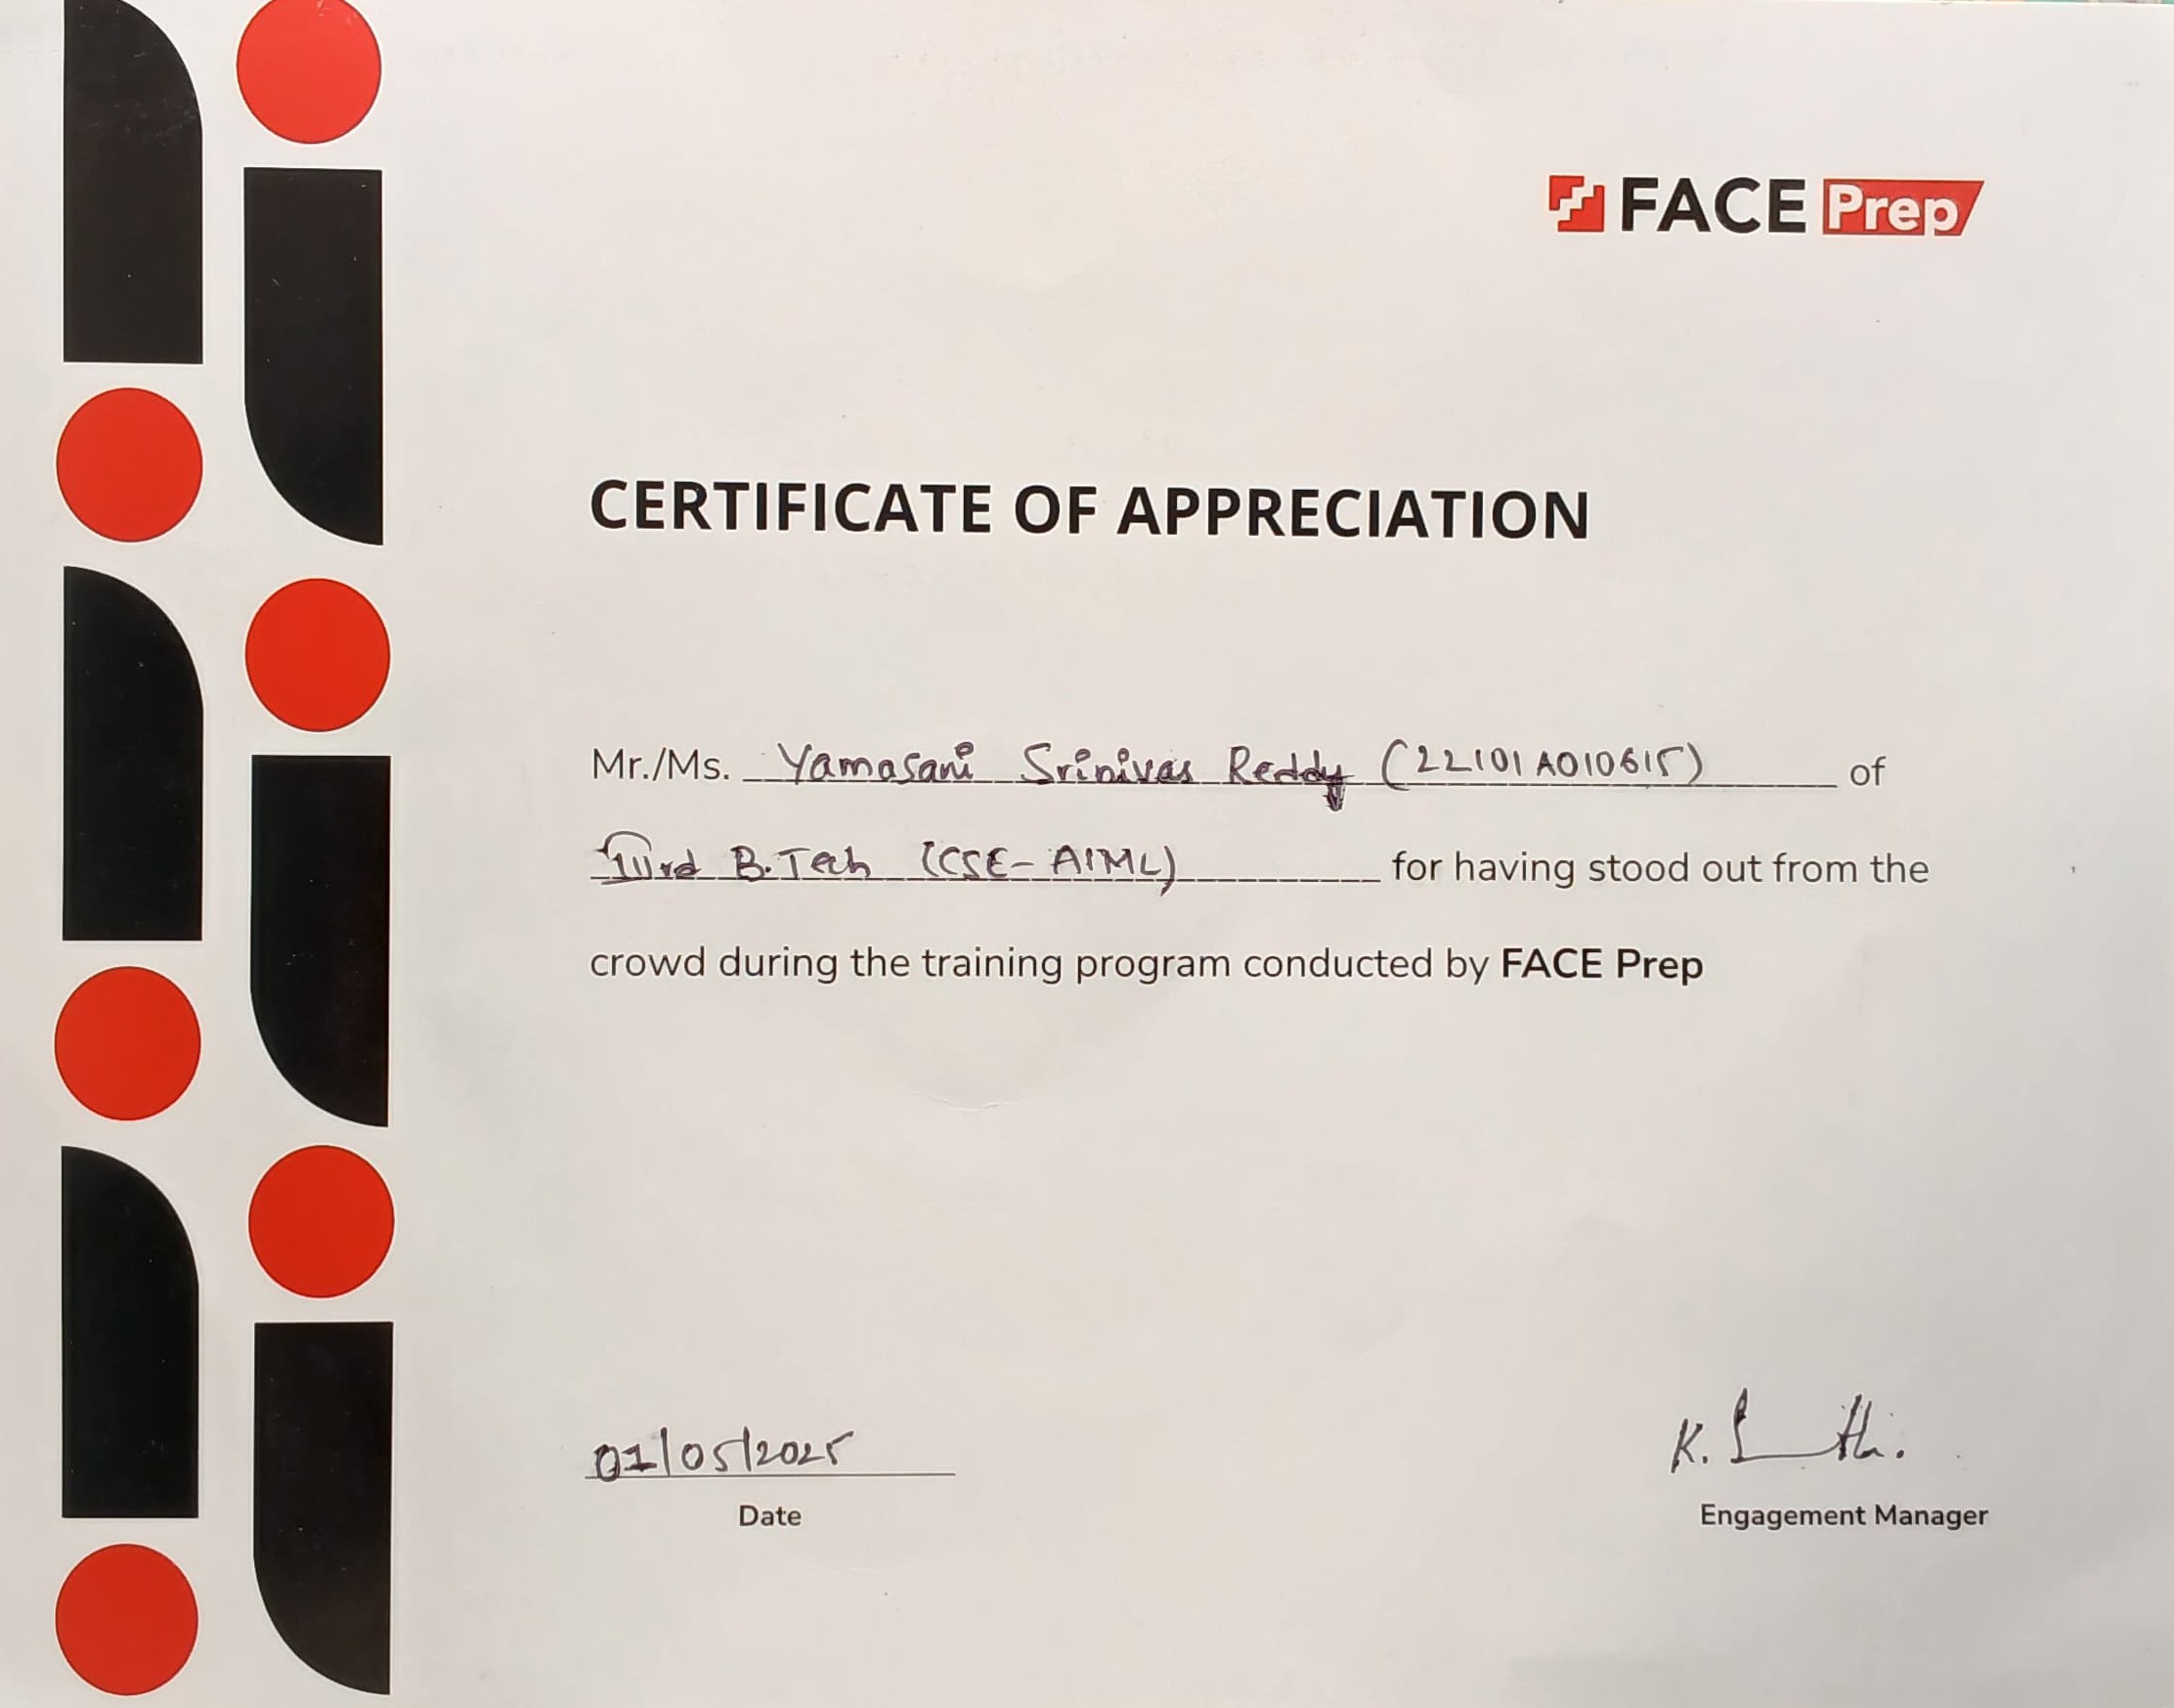 FACE Prep
CERTIFICATE OF APPRECIATION
Mr./Ms. Yamasani Srinivas Reddy (22101A010615) of
IIIrd B.Tech (CSE-AIML) for having stood out from the
crowd during the training program conducted by FACE Prep
01/05/2025
Date
K.
Engagement Manager